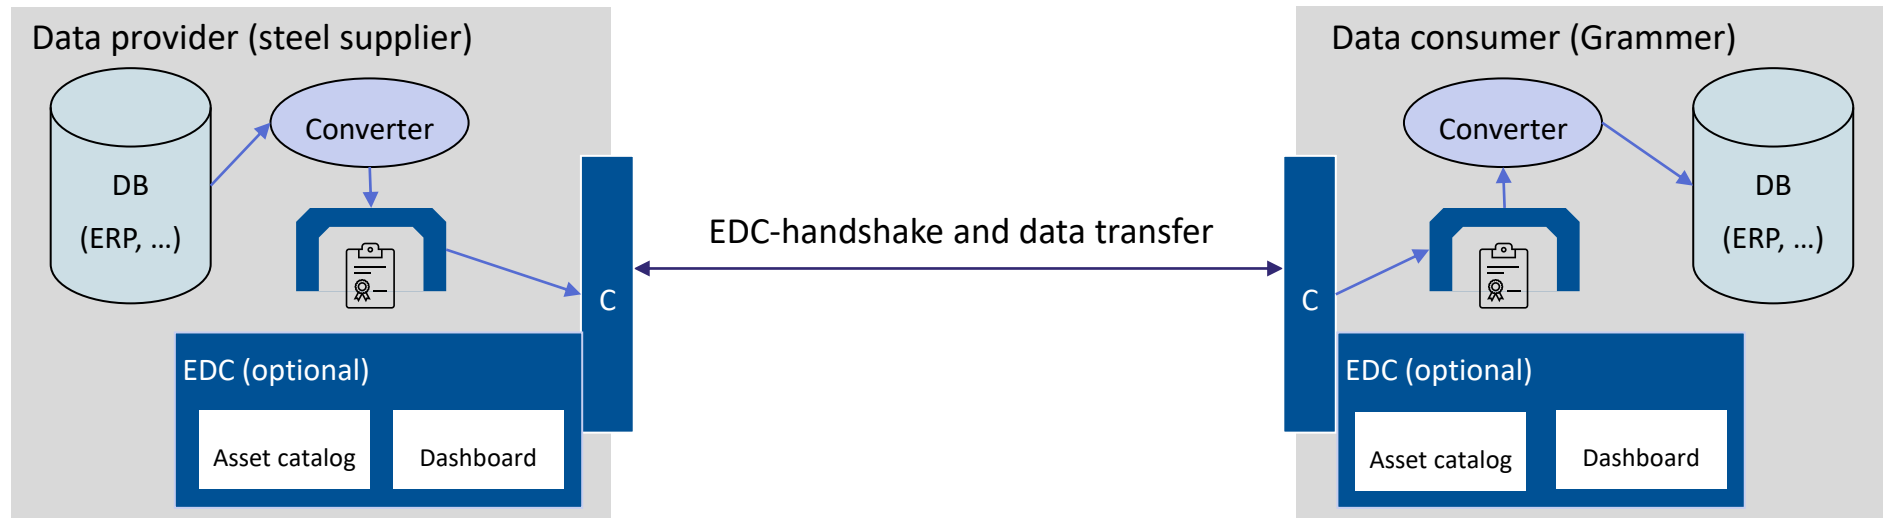 Data provider (steel supplier)
Converter
DB
(ERP, ...)
C
EDC (optional)
Asset catalog
Dashboard
EDC-handshake and data transfer
Data consumer (Grammer)
Converter
DB
(ERP, ...)
C
EDC (optional)
Asset catalog
Dashboard